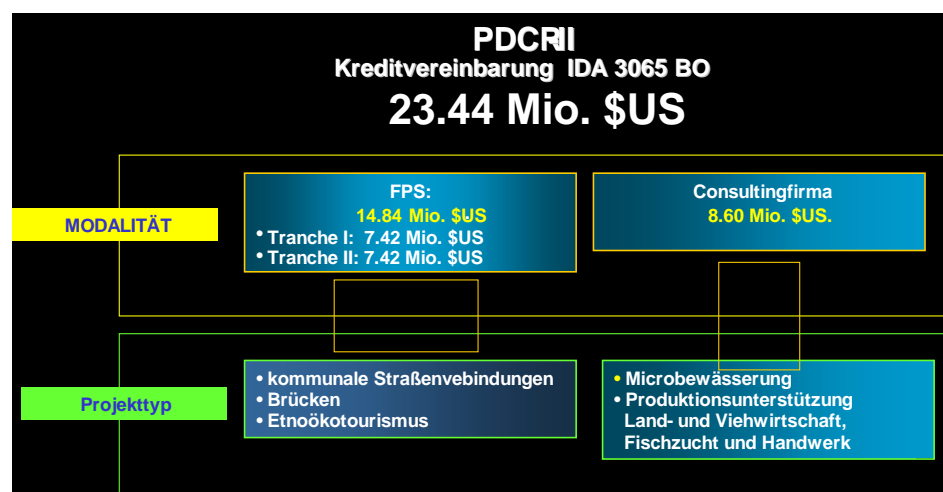 PDCRII
Kreditvereinbarung IDA 3065 BO
23.44 Mio. $US
MODALITÄT
FPS:
14.84 Mio. $US
• Tranche I: 7.42 Mio. $US
• Tranche II: 7.42 Mio. $US
Consultingfirma
8.60 Mio. $US.
Projekttyp
• kommunale Straßenvebindungen
• Brücken
• Etnoökotourismus
• Microbewässerung
• Produktionsunterstützung
Land- und Viehwirtschaft,
Fischzucht und Handwerk